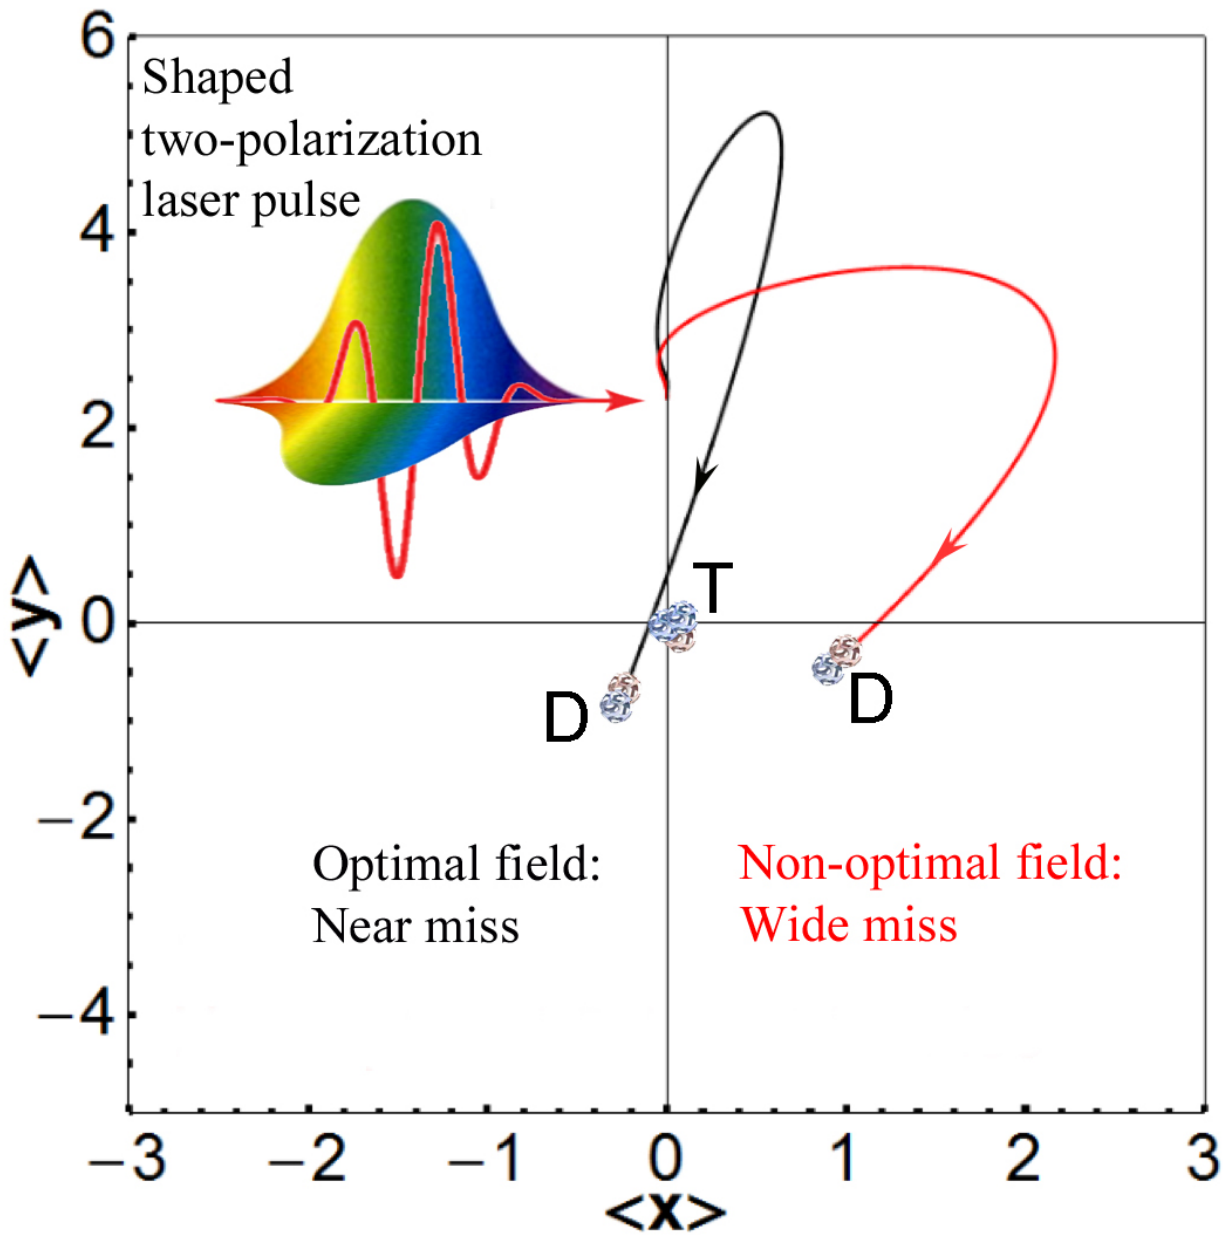 6
Shaped
two-polarization
laser pulse
4
2
<y>
0
T
D
D
−2
Optimal field:
Near miss
Non-optimal field:
Wide miss
−4
−3 −2 −1 0 1 2 3
<x>